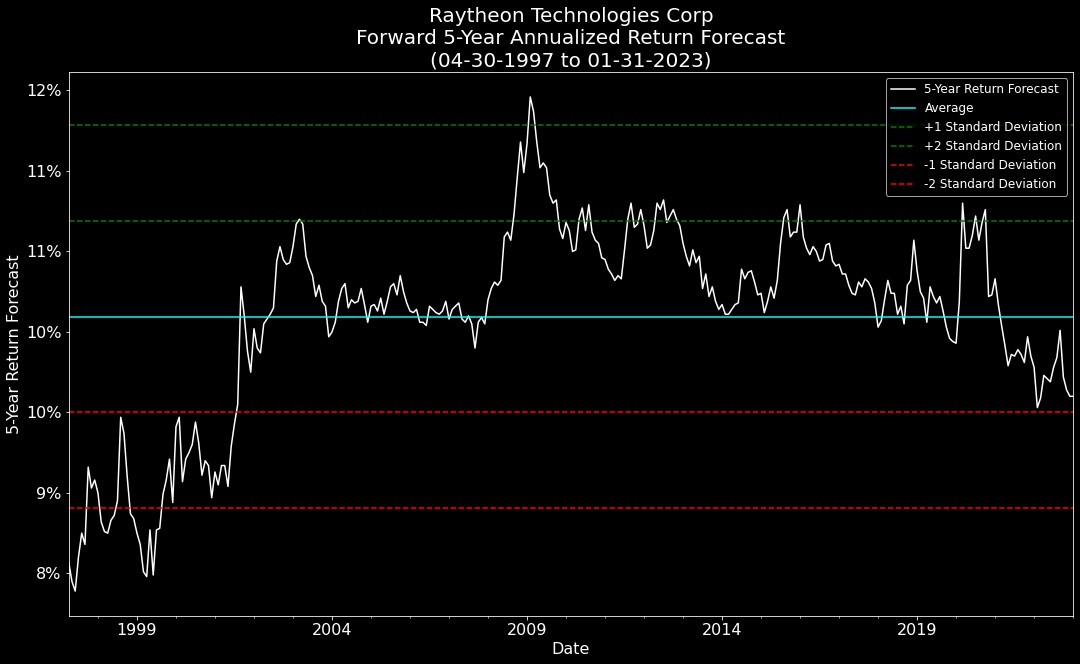 Raytheon Technologies Corp
Forward 5-Year Annualized Return Forecast
(04-30-1997 to 01-31-2023)
5-Year Return Forecast
Average
+1 Standard Deviation
+2 Standard Deviation
-1 Standard Deviation
-2 Standard Deviation
12%
11%
11%
10%
10%
9%
8%
5-Year Return Forecast
1999
2004
2009
2014
2019
Date